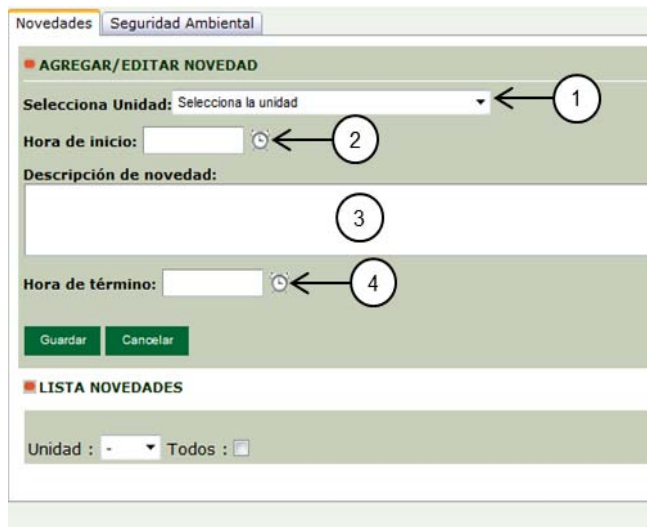 Novedades Seguridad Ambiental
AGREGAR/EDITAR NOVEDAD
Selecciona Unidad: Selecciona la unidad 1
Hora de inicio: 2
Descripción de novedad:
3
Hora de término: 4
Guardar Cancelar
LISTA NOVEDADES
Unidad : - Todos :